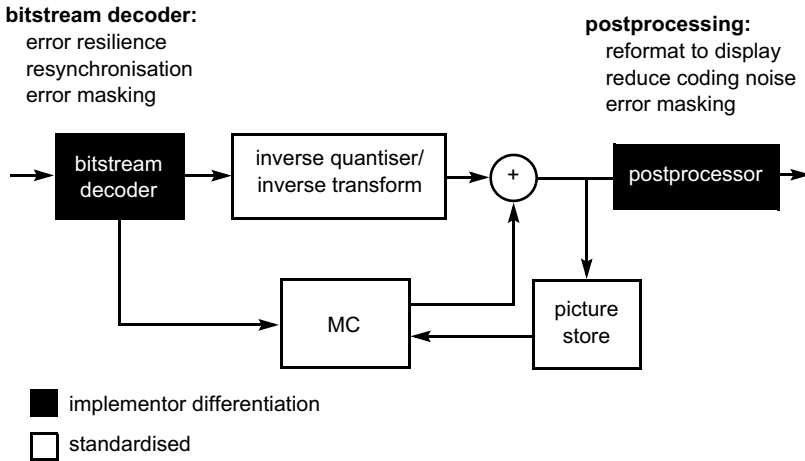 bitstream decoder:
error resilience
resynchronisation
error masking
postprocessing:
reformat to display
reduce coding noise
error masking
bitstream
decoder
inverse quantiser/
inverse transform
+
postprocessor
MC
picture
store
implementor differentiation
standardised